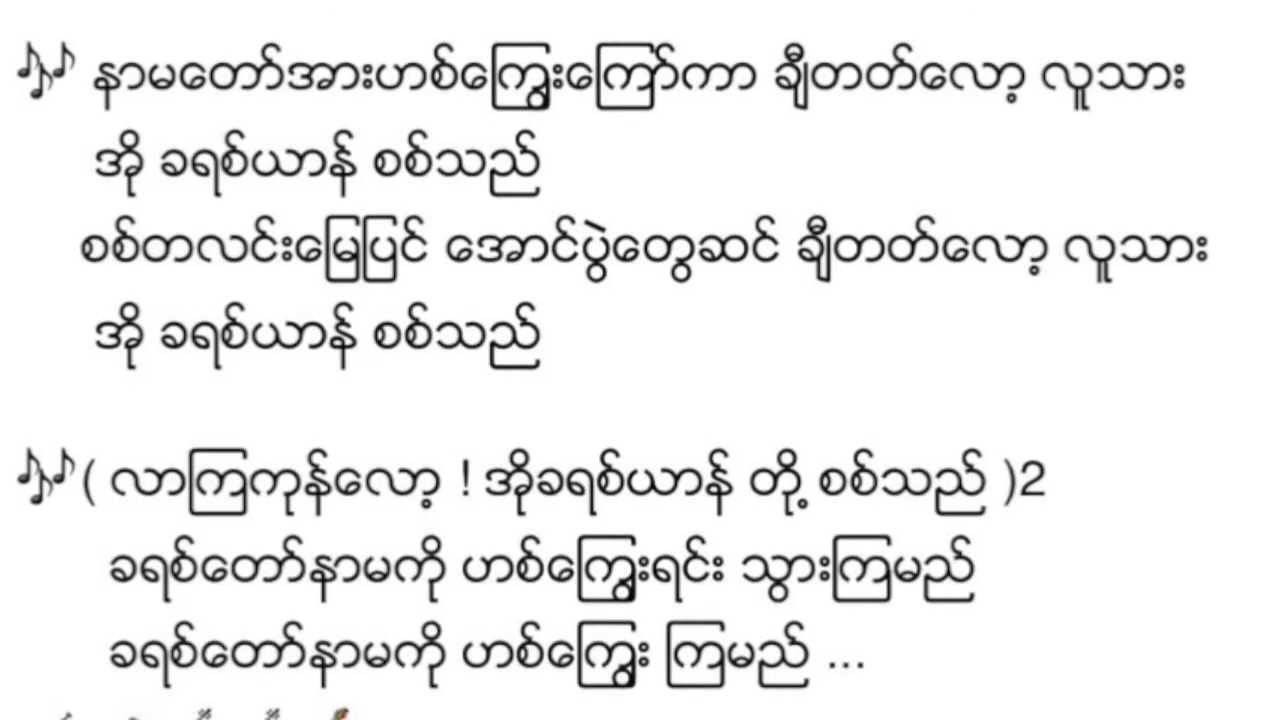 🎶 နာမတော်အားဟစ်ကြွေးကြော်ကာ ချီတတ်လော့ လူသား
အို ခရစ်ယာန် စစ်သည်
စစ်တလင်းမြေပြင် အောင်ပွဲတွေဆင် ချီတတ်လော့ လူသား
အို ခရစ်ယာန် စစ်သည်
🎶( လာကြကုန်လော့ ! အိုခရစ်ယာန် တို့ စစ်သည် )2
ခရစ်တော်နာမကို ဟစ်ကြွေးရင်း သွားကြမည်
ခရစ်တော်နာမကို ဟစ်ကြွေး ကြမည် ...